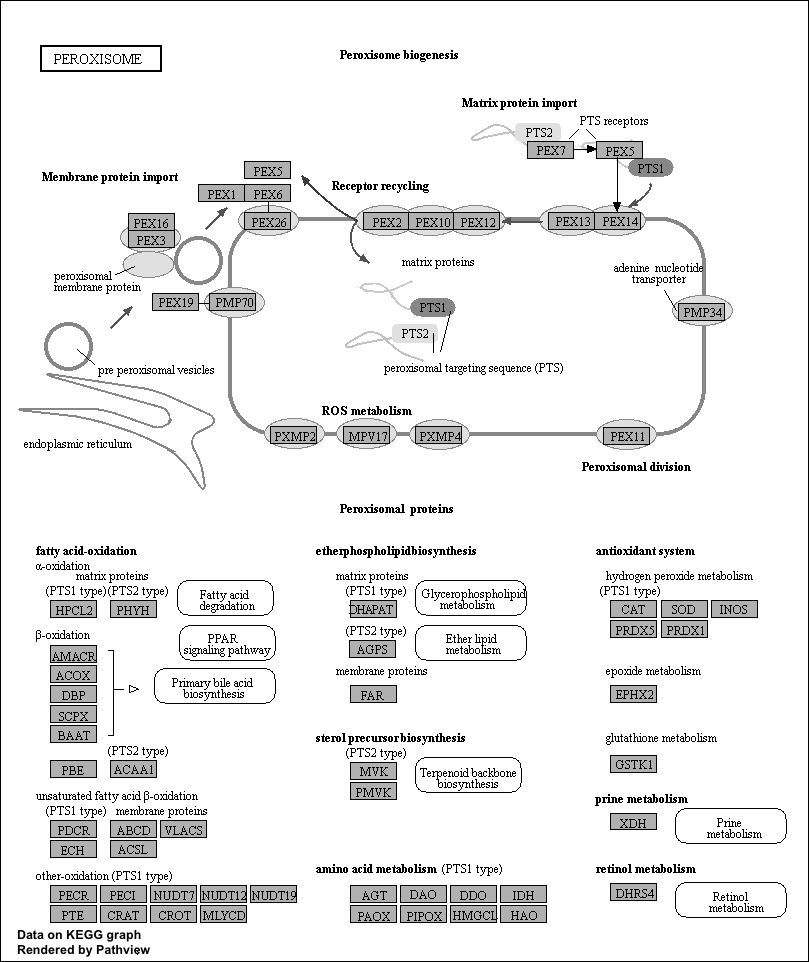 PEROXISOME
Peroxisome biogenesis
Matrix protein import
PTS receptors
PTS2
PEX7
PEX5
PTS1
Membrane protein import
PEX5
PEX1
PEX6
Receptor recycling
PEX16
PEX3
PEX26
PEX2
PEX10
PEX12
PEX13
PEX14
matrix proteins
adenine nucleotide
transporter
peroxisomal
membrane protein
PEX19
PMP70
PTS1
PMP34
PTS2
pre peroxisomal vesicles
peroxisomal targeting sequence (PTS)
ROS metabolism
endoplasmic reticulum
PXMP2
MPV17
PXMP4
PEX11
Peroxisomal division
Peroxisomal proteins
fatty acid-oxidation
α-oxidation
matrix proteins
(PTS1 type)
(PTS2 type)
HPCL2
PHYH
Fatty acid
degradation
β-oxidation
PPAR
signaling pathway
AMACR
ACOX
DBP
SCPX
BAAT
Primary bile acid
biosynthesis
(PTS2 type)
PBE
ACAA1
unsaturated fatty acid β-oxidation
(PTS1 type)
membrane proteins
PDCR
ABCD
VLACS
ECH
ACSL
other-oxidation (PTS1 type)
PECR
PECI
NUDT7
NUDT12
NUDT19
PTE
CRAT
CROT
MLYCD
etherphospholipidbiosynthesis
matrix proteins
(PTS1 type)
DHAPAT
Glycerophospholipid
metabolism
(PTS2 type)
AGPS
Ether lipid
metabolism
membrane proteins
FAR
sterol precursorbiosynthesis
(PTS2 type)
MVK
PMVK
Terpenoid backbone
biosynthesis
amino acid metabolism (PTS1 type)
AGT
DAO
DDO
IDH
PAOX
PIPOX
HMGCL
HAO
antioxidant system
hydrogen peroxide metabolism
(PTS1 type)
CAT
SOD
INOS
PRDX5
PRDX1
epoxide metabolism
EPHX2
glutathione metabolism
GSTK1
prine metabolism
XDH
Prine
metabolism
retinol metabolism
DHRS4
Retinol
metabolism
Data on KEGG graph
Rendered by Pathview